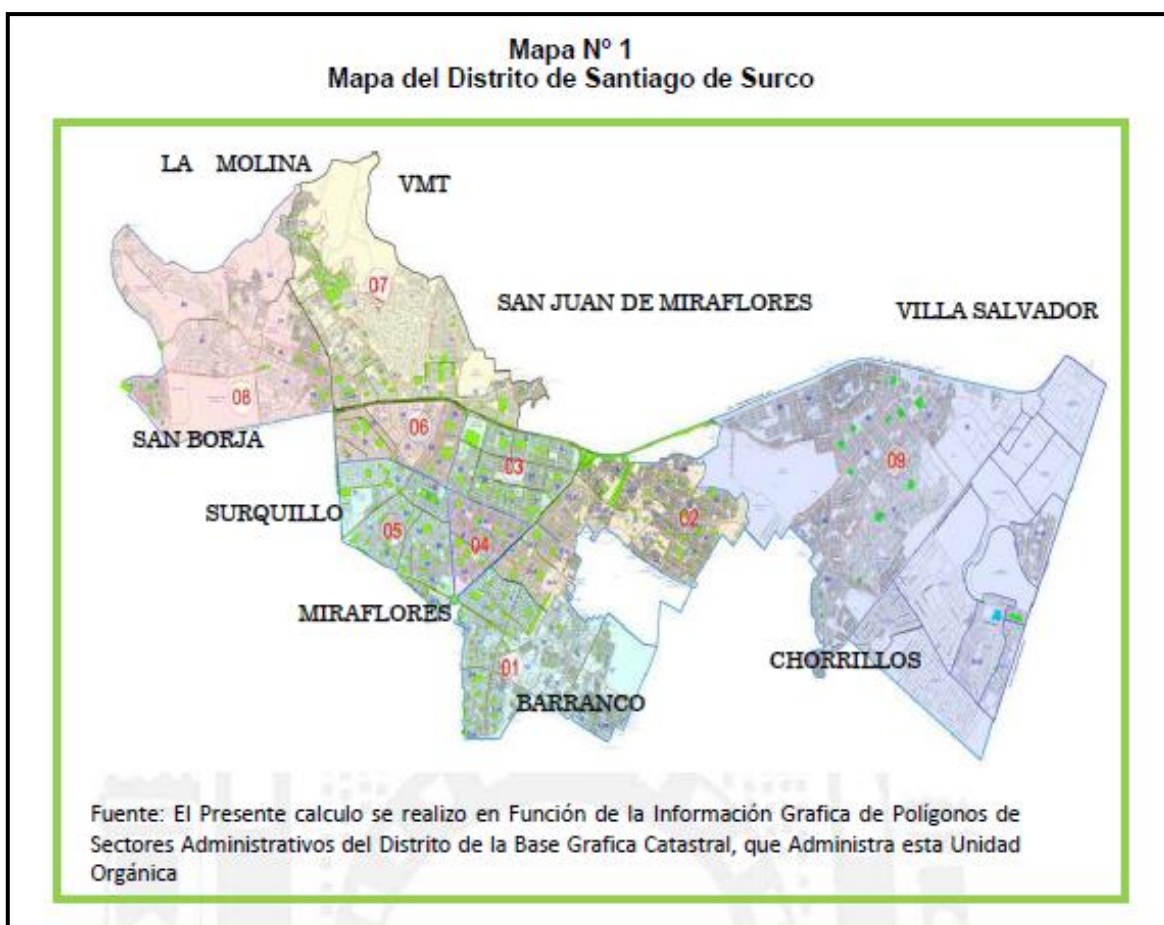 Mapa Nº 1
Mapa del Distrito de Santiago de Surco
LA MOLINA
VMT
07
SAN JUAN DE MIRAFLORES
VILLA SALVADOR
08
SAN BORJA
06
03
09
SURQUILLO
05
04
02
MIRAFLORES
01
BARRANCO
CHORRILLOS
Fuente: El Presente calculo se realizo en Función de la Información Grafica de Polígonos de
Sectores Administrativos del Distrito de la Base Grafica Catastral, que Administra esta Unidad
Orgánica